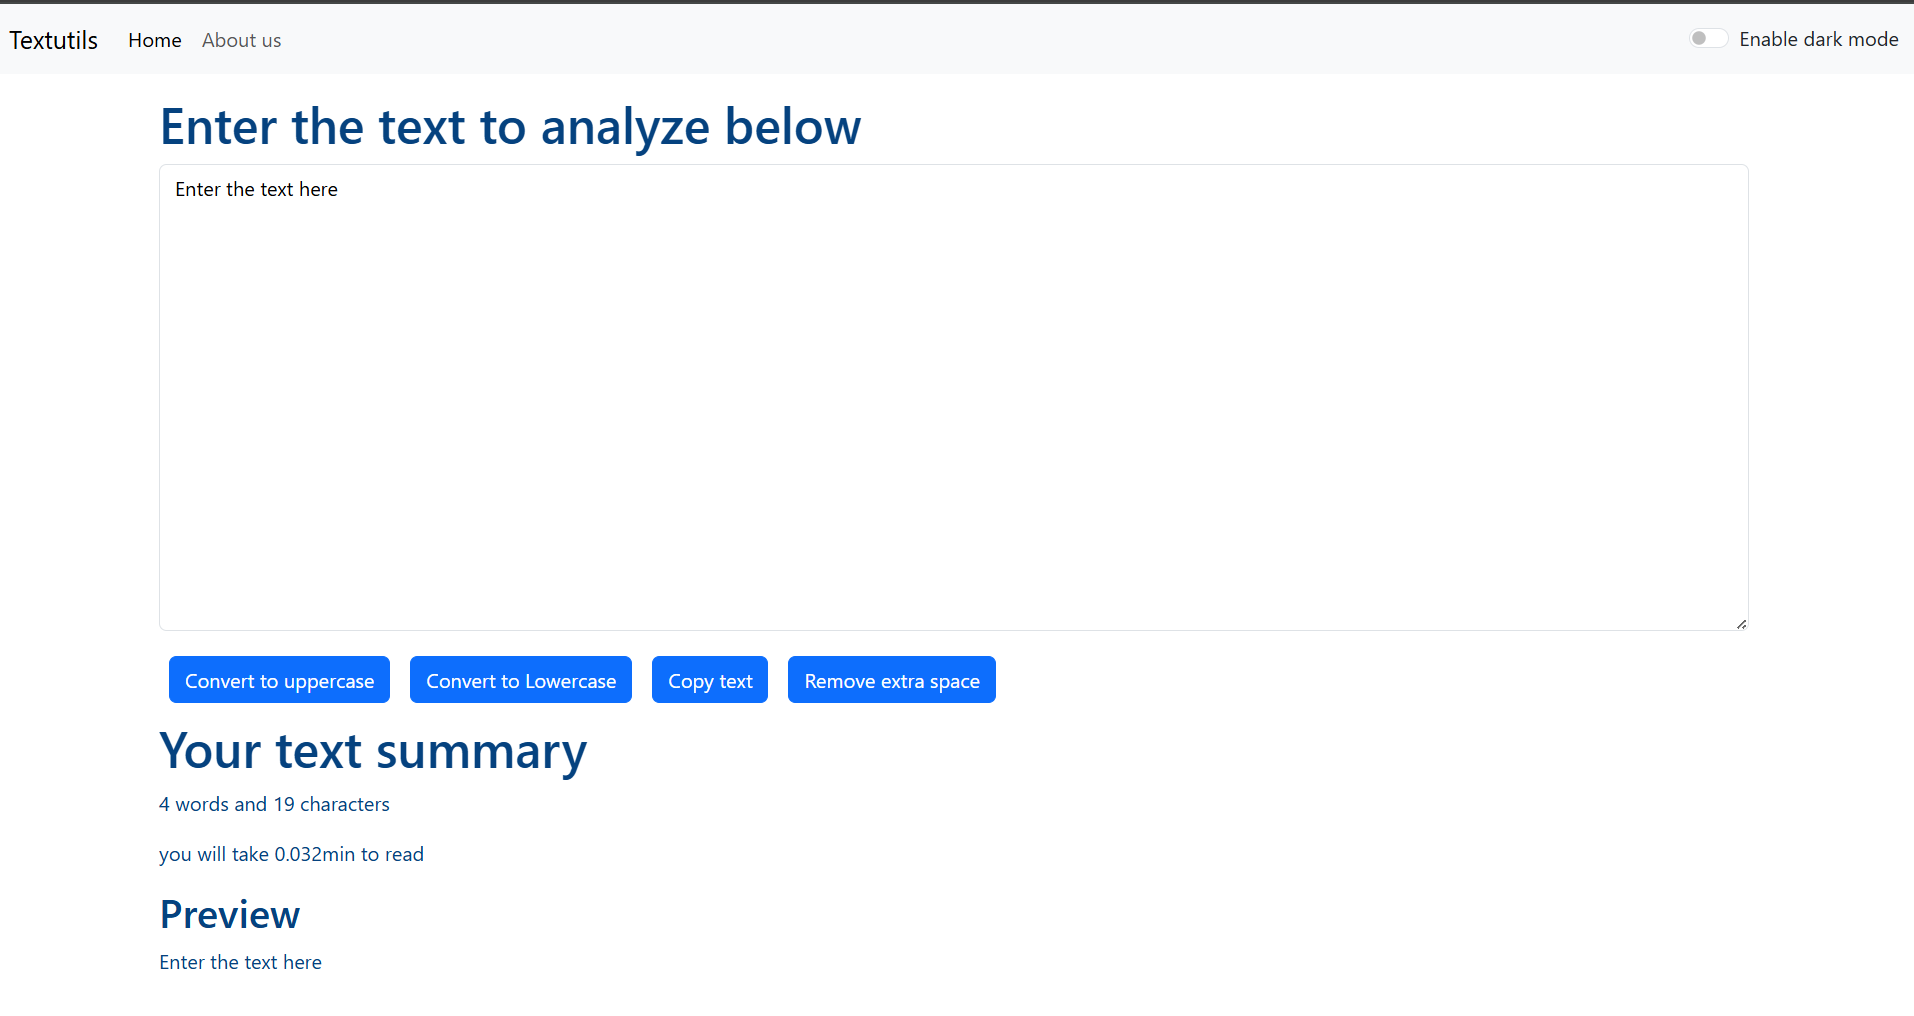 Textutils Home About us Enable dark mode
Enter the text to analyze below
Enter the text here
Convert to uppercase Convert to Lowercase Copy text Remove extra space
Your text summary
4 words and 19 characters
you will take 0.032min to read
Preview
Enter the text here